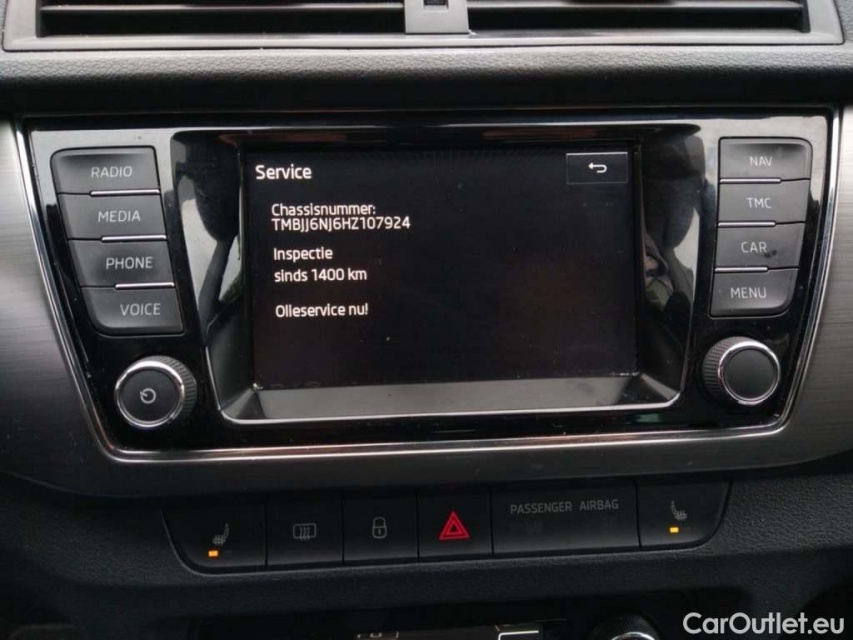 RADIO
MEDIA
PHONE
VOICE
Service
Chassisnummer:
TMBJJ6NJ6HZ107924
Inspectie
sinds 1400 km
Olieservice nu!
NAV
TMC
CAR
MENU
PASSENGER AIRBAG
CarOutlet.eu